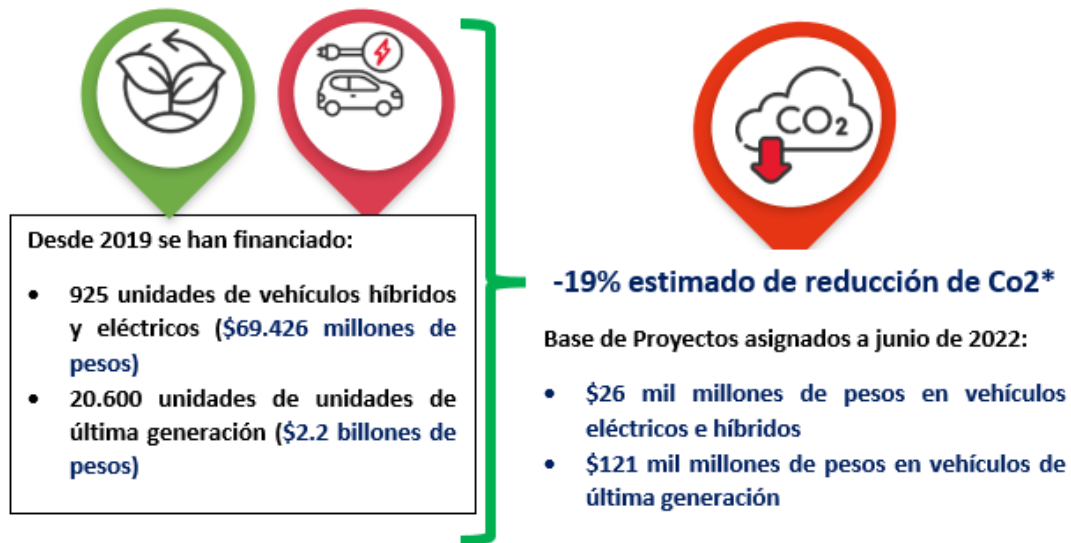 CO2
Desde 2019 se han financiado:
• 925 unidades de vehículos híbridos
y eléctricos ($69.426 millones de
pesos)
• 20.600 unidades de unidades de
última generación ($2.2 billones de
pesos)
-19% estimado de reducción de Co2*
Base de Proyectos asignados a junio de 2022:
• $26 mil millones de pesos en vehículos
eléctricos e híbridos
• $121 mil millones de pesos en vehículos de
última generación